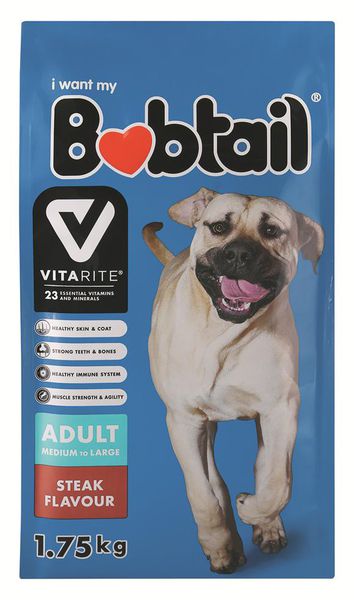 i want my
Bobtail®
VITARITE®
23 ESSENTIAL VITAMINS
AND MINERALS
HEALTHY SKIN & COAT
STRONG TEETH & BONES
HEALTHY IMMUNE SYSTEM
MUSCLE STRENGTH & AGILITY
ADULT
MEDIUM TO LARGE
STEAK
FLAVOUR
1.75kg